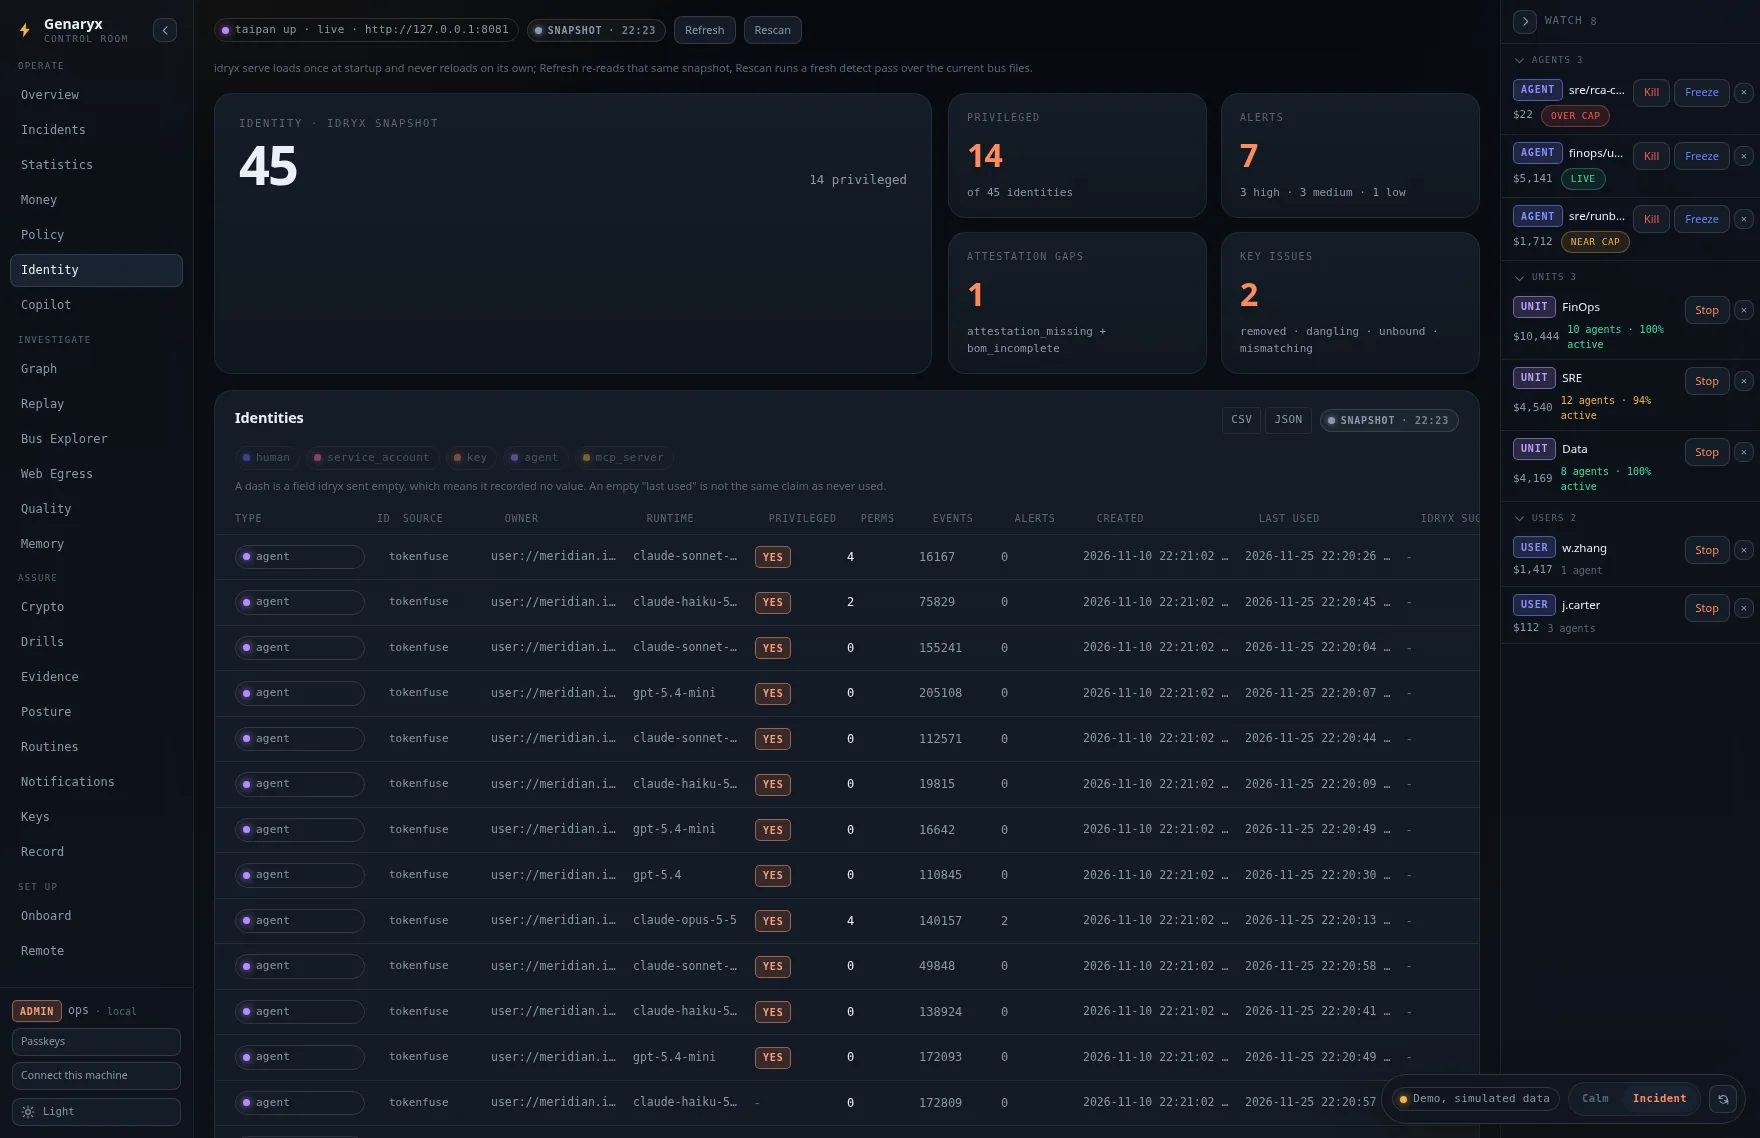 Genaryx
CONTROL ROOM
OPERATE
Overview
Incidents
Statistics
Money
Policy
Identity
Copilot
INVESTIGATE
Graph
Replay
Bus Explorer
Web Egress
Quality
Memory
ASSURE
Crypto
Drills
Evidence
Posture
Routines
Notifications
Keys
Record
SET UP
Onboard
Remote
ADMIN ops · local
Passkeys
Connect this machine
Light
taipan up · live · http://127.0.0.1:8081 SNAPSHOT · 22:23 Refresh Rescan
idryx serve loads once at startup and never reloads on its own; Refresh re-reads that same snapshot, Rescan runs a fresh detect pass over the current bus files.
IDENTITY · IDRYX SNAPSHOT
45
14 privileged
PRIVILEGED
14
of 45 identities
ALERTS
7
3 high · 3 medium · 1 low
ATTESTATION GAPS
1
attestation_missing +
bom_incomplete
KEY ISSUES
2
removed · dangling · unbound ·
mismatching
Identities CSV JSON SNAPSHOT · 22:23
human service_account key agent mcp_server
A dash is a field idryx sent empty, which means it recorded no value. An empty "last used" is not the same claim as never used.
TYPE ID SOURCE OWNER RUNTIME PRIVILEGED PERMS EVENTS ALERTS CREATED LAST USED IDRYX SUG
agent tokenfuse user://meridian.i… claude-sonnet-… YES 4 16167 0 2026-11-10 22:21:02 … 2026-11-25 22:20:26 … -
agent tokenfuse user://meridian.i… claude-haiku-5… YES 2 75829 0 2026-11-10 22:21:02 … 2026-11-25 22:20:45 … -
agent tokenfuse user://meridian.i… claude-sonnet-… YES 0 155241 0 2026-11-10 22:21:02 … 2026-11-25 22:20:04 … -
agent tokenfuse user://meridian.i… gpt-5.4-mini YES 0 205108 0 2026-11-10 22:21:02 … 2026-11-25 22:20:07 … -
agent tokenfuse user://meridian.i… claude-sonnet-… YES 0 112571 0 2026-11-10 22:21:02 … 2026-11-25 22:20:44 … -
agent tokenfuse user://meridian.i… claude-haiku-5… YES 0 19815 0 2026-11-10 22:21:02 … 2026-11-25 22:20:09 … -
agent tokenfuse user://meridian.i… gpt-5.4-mini YES 0 16642 0 2026-11-10 22:21:02 … 2026-11-25 22:20:49 … -
agent tokenfuse user://meridian.i… gpt-5.4 YES 0 110845 0 2026-11-10 22:21:02 … 2026-11-25 22:20:30 … -
agent tokenfuse user://meridian.i… claude-opus-5-5 YES 4 140157 2 2026-11-10 22:21:02 … 2026-11-25 22:20:13 … -
agent tokenfuse user://meridian.i… claude-sonnet-… YES 0 49848 0 2026-11-10 22:21:02 … 2026-11-25 22:20:58 … -
agent tokenfuse user://meridian.i… claude-haiku-5… YES 0 138924 0 2026-11-10 22:21:02 … 2026-11-25 22:20:41 … -
agent tokenfuse user://meridian.i… gpt-5.4-mini YES 0 172093 0 2026-11-10 22:21:02 … 2026-11-25 22:20:49 … -
agent tokenfuse user://meridian.i… claude-haiku-5… - 0 172809 0 2026-11-10 22:21:02 … 2026-11-25 22:20:57
WATCH 8
AGENTS 3
AGENT sre/rca-c… Kill Freeze ×
$22 OVER CAP
AGENT finops/u… Kill Freeze ×
$5,141 LIVE
AGENT sre/runb… Kill Freeze ×
$1,712 NEAR CAP
UNITS 3
UNIT FinOps Stop ×
$10,444 10 agents · 100%
active
UNIT SRE Stop ×
$4,540 12 agents · 94%
active
UNIT Data Stop ×
$4,169 8 agents · 100%
active
USERS 2
USER w.zhang Stop ×
$1,417 1 agent
USER j.carter Stop ×
$112 3 agents
Demo, simulated data Calm Incident